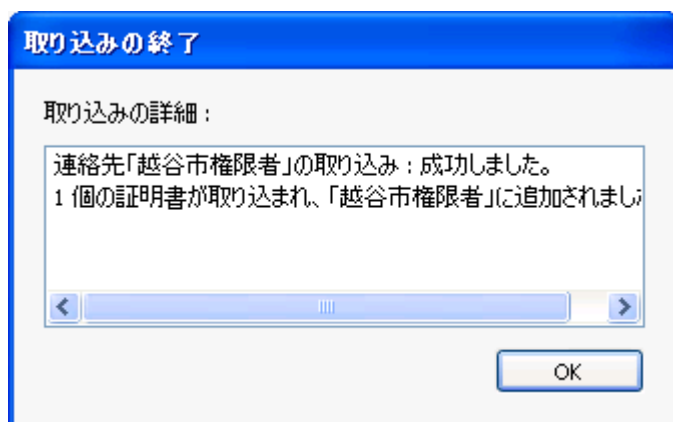 取り込みの終了
取り込みの詳細：
連絡先「越谷市権限者」の取り込み：成功しました。
1 個の証明書が取り込まれ、「越谷市権限者」に追加されまし
OK